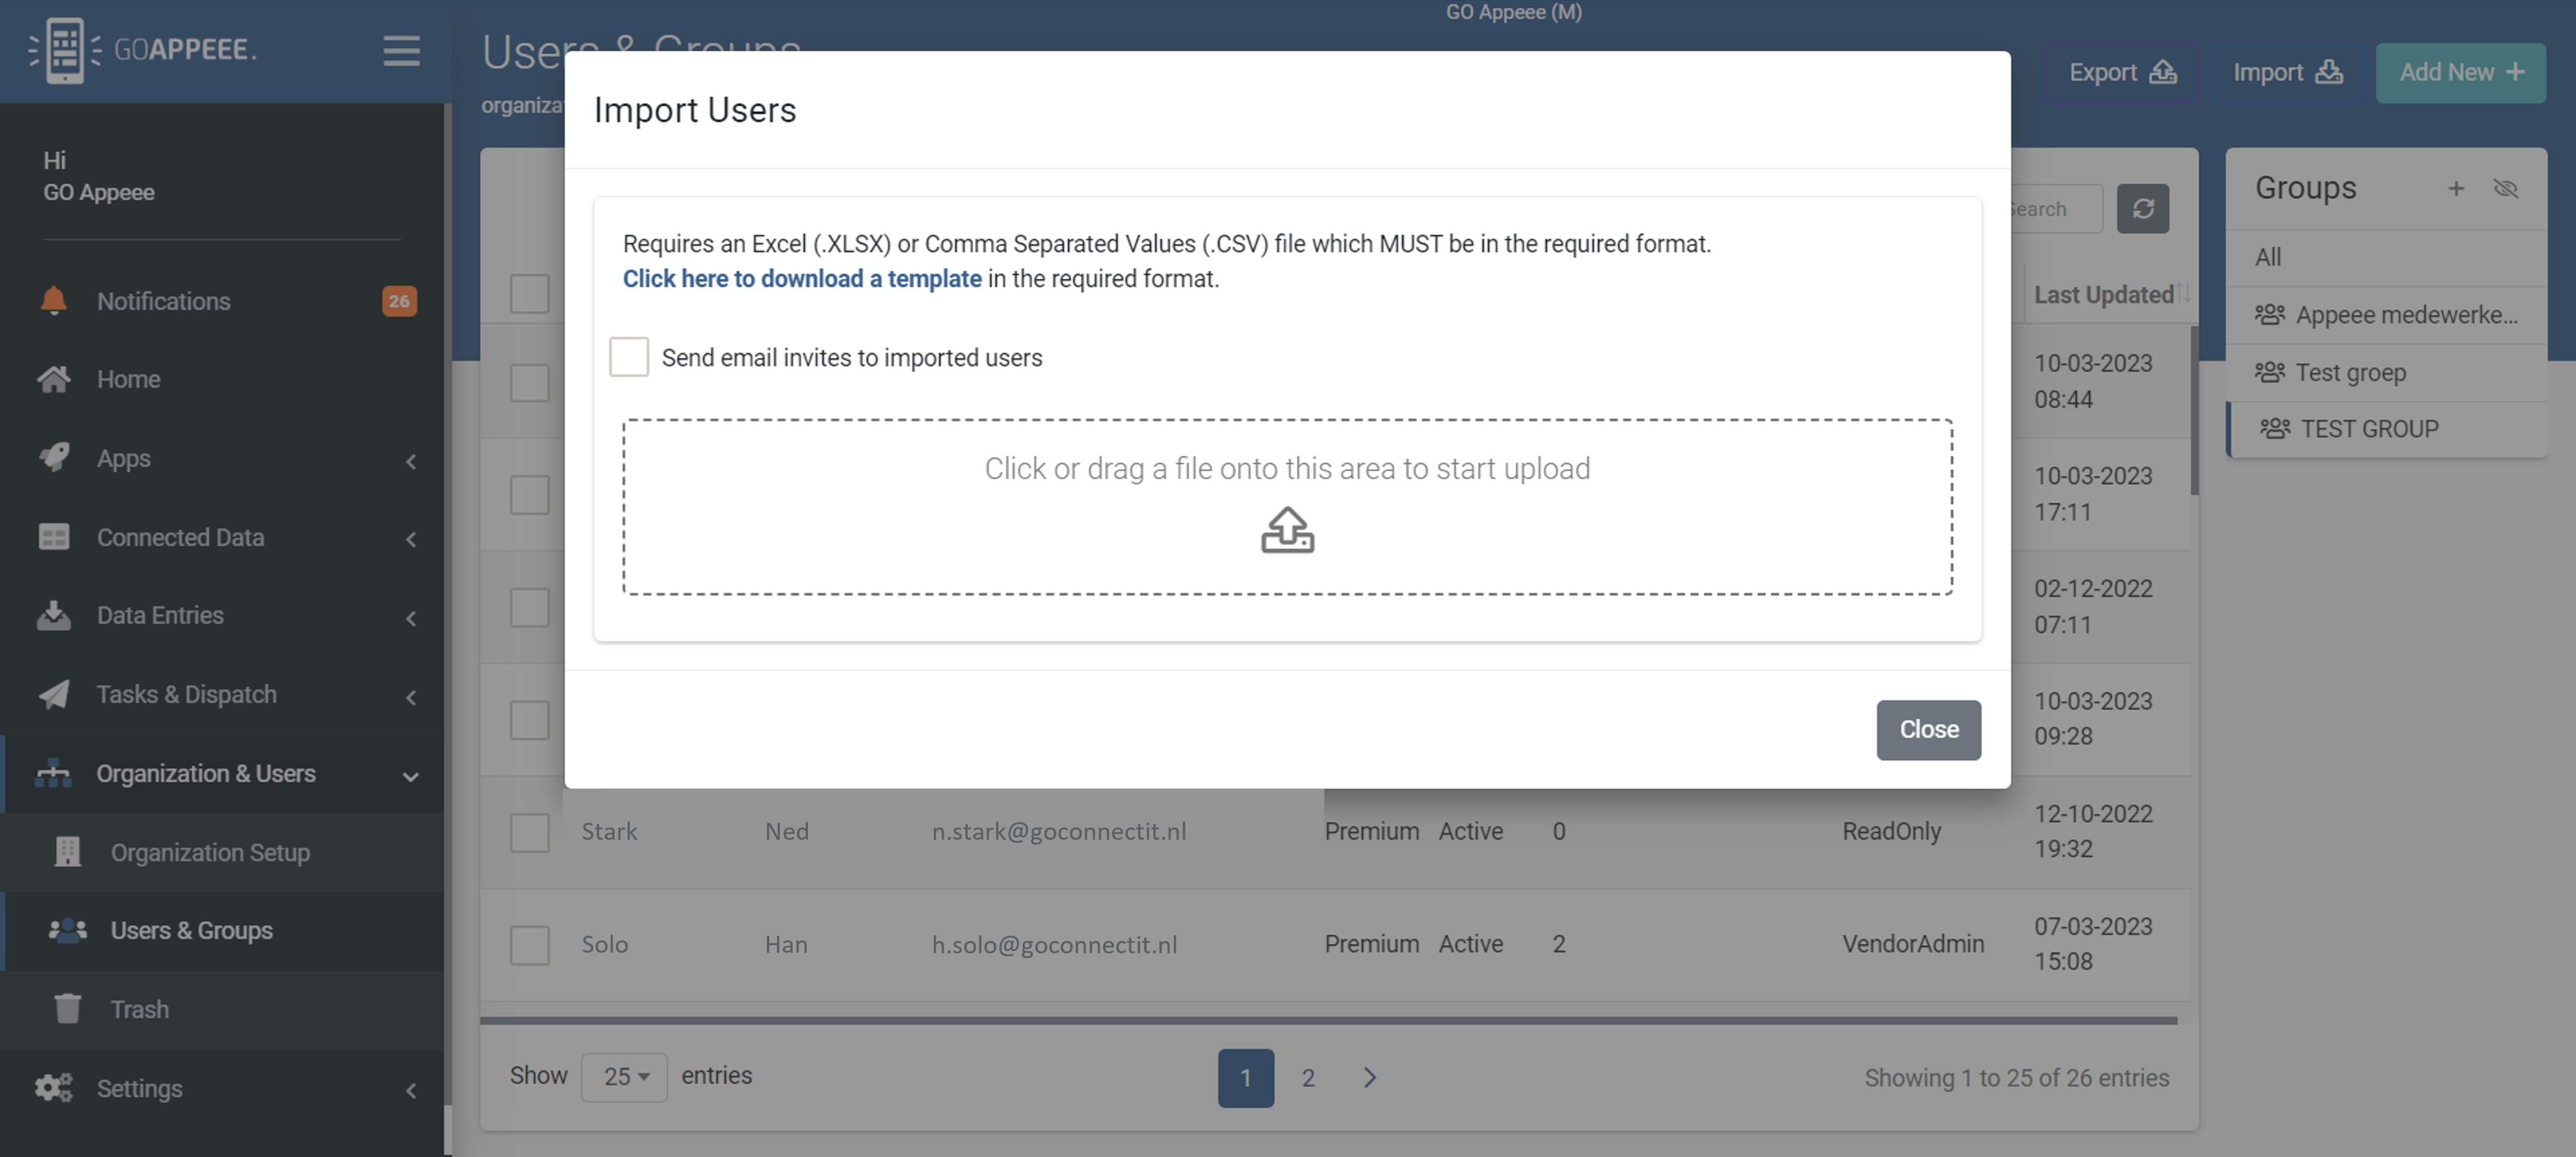 GOAPPEEE.
Hi
GO Appeee
Notifications
26
Home
Apps
Connected Data
Data Entries
Tasks & Dispatch
Organization & Users
Organization Setup
Users & Groups
Trash
Settings
GO Appeee (M)
Users & Groups
Export
Import
Add New +
Import Users
Requires an Excel (.XLSX) or Comma Separated Values (.CSV) file which MUST be in the required format.
Click here to download a template in the required format.
Send email invites to imported users
Click or drag a file onto this area to start upload
Close
Search
Last Updated
10-03-2023
08:44
10-03-2023
17:11
02-12-2022
07:11
10-03-2023
09:28
Stark Ned n.stark@goconnectit.nl Premium Active 0 ReadOnly 12-10-2022
19:32
Solo Han h.solo@goconnectit.nl Premium Active 2 VendorAdmin 07-03-2023
15:08
Show 25 entries
1 2
Showing 1 to 25 of 26 entries
Groups
All
Appeee medewerke...
Test groep
TEST GROUP